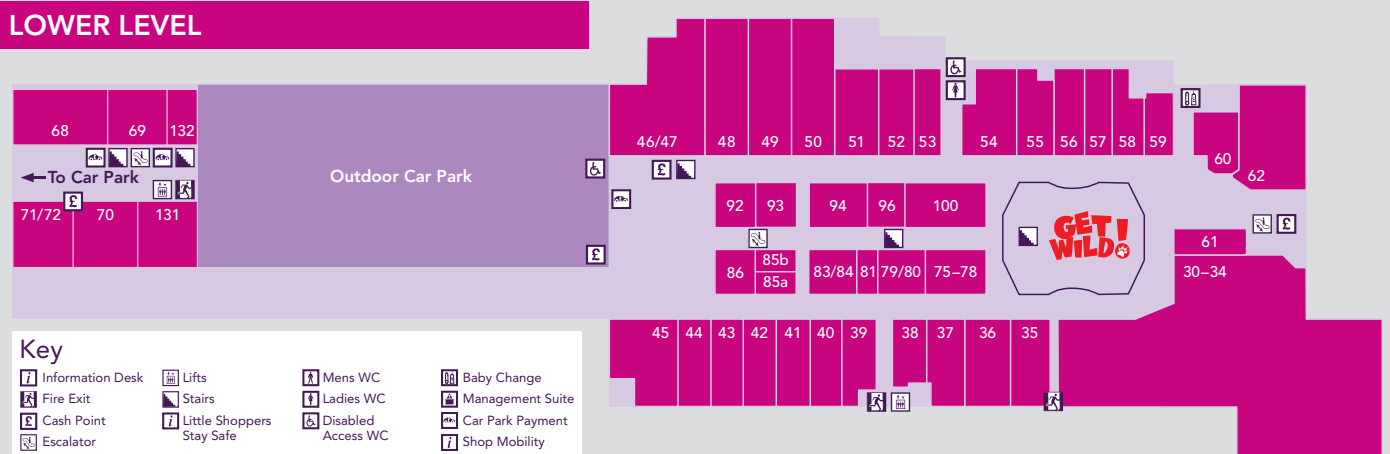 LOWER LEVEL
68
69
132
To Car Park
£
71/72
70
131
Outdoor Car Park
£
46/47
48
49
50
51
52
53
54
55
56
57
58
59
60
62
£
92
93
94
96
100
GET
WILD!
61
£
86
85b
85a
83/84
81
79/80
75–78
30–34
45
44
43
42
41
40
39
38
37
36
35
Key
i Information Desk
Fire Exit
£ Cash Point
Escalator
Lifts
Stairs
i Little Shoppers
Stay Safe
Mens WC
Ladies WC
Disabled
Access WC
Baby Change
Management Suite
Car Park Payment
i Shop Mobility